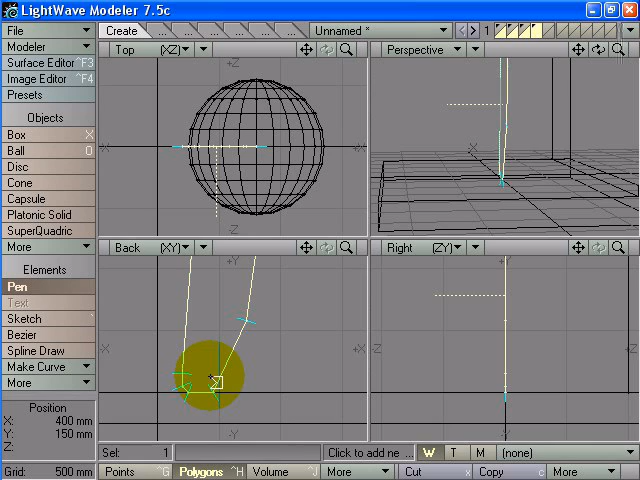 LightWave Modeler 7.5c
File
Create ... ... ... ... Unnamed * 1
Modeler
Surface Editor ^F3
Image Editor ^F4
Presets
Objects
Box X
Ball O
Disc
Cone
Capsule
Platonic Solid
SuperQuadric
More
Elements
Pen
Text
Sketch `
Bezier
Spline Draw
Make Curve
More
Position
X: 400 mm
Y: 150 mm
Z:
Grid: 500 mm
Top (XZ)
+Z
-X
+X
-Z
Perspective
X
Back (XY)
+Y
-X
+X
-Y
Right (ZY)
+Y
-Z
-Y
Sel: 1
Click to add ne ...
W T M (none)
Points ^G Polygons ^H Volume ^J More Cut x Copy c More